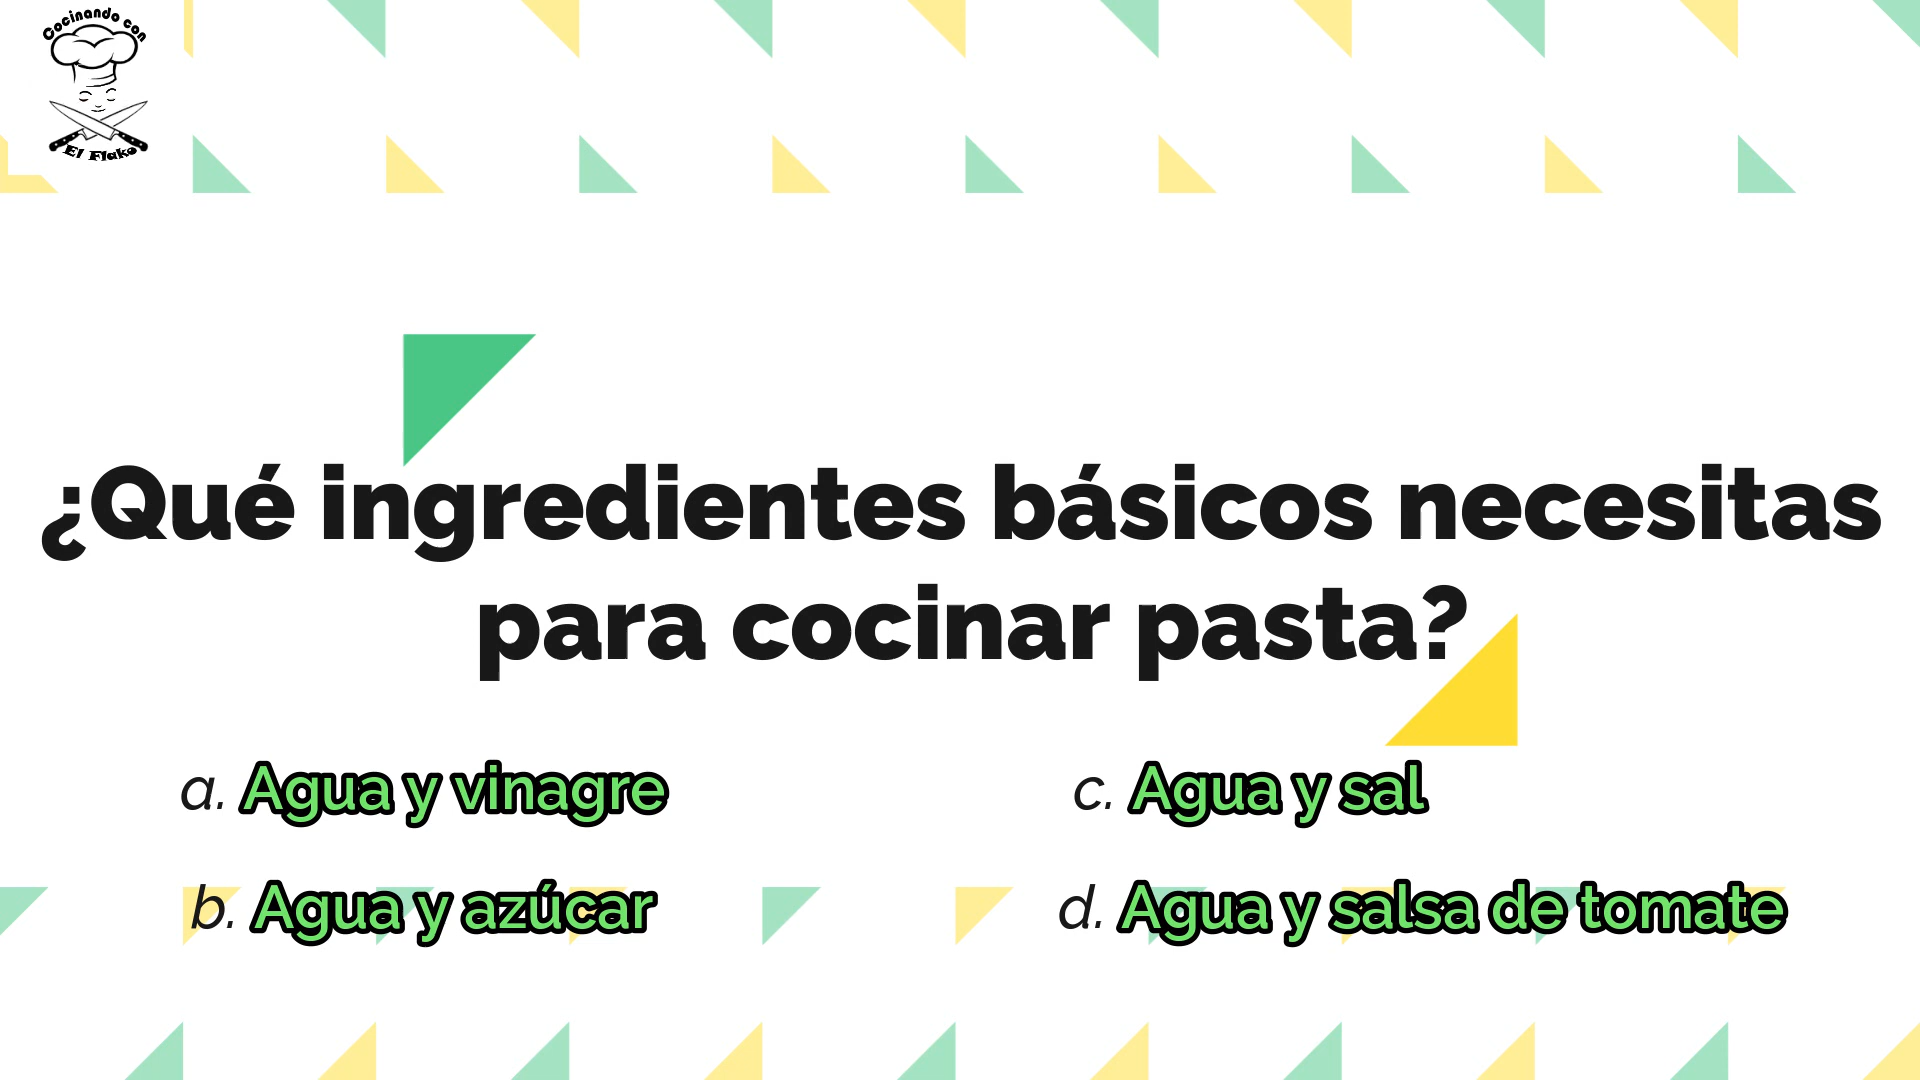 Cocinando con
El Flako
¿Qué ingredientes básicos necesitas
para cocinar pasta?
a. Agua y vinagre
c. Agua y sal
b. Agua y azúcar
d. Agua y salsa de tomate